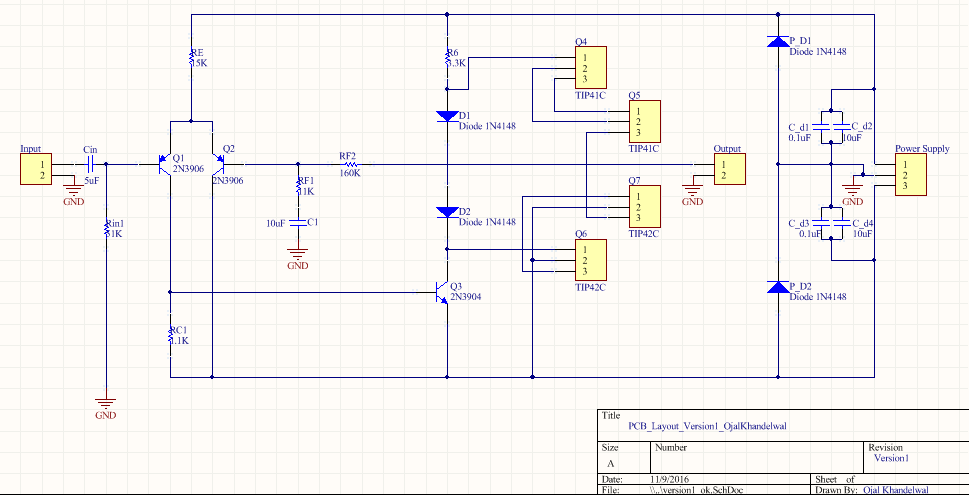 RE
15K
R6
Q4
1
2
3
TIP41C
P_D1
Diode 1N4148
Q5
1
2
3
TIP41C
D1
Diode 1N4148
C_d1
0.1uF
C_d2
10uF
Input
1
2
GND
Cin
5uF
Q1
2N3906
Q2
2N3906
RF2
160K
RF1
11K
Output
1
2
GND
GND
Power Supply
1
2
3
Q7
1
2
3
TIP42C
Rin1
10uF
C1
GND
D2
Diode 1N4148
C_d3
0.1uF
C_d4
10uF
Q6
1
2
3
TIP42C
Q3
2N3904
P_D2
Diode 1N4148
RC1
1.1K
GND
Title
PCB_Layout_Version1_OjalKhandelwal
Size
A
Number
Revision
Version1
Date:
11/9/2016
Sheet of
File:
\\..\version1_ok.SchDoc
Drawn By:
Ojal Khandelwal